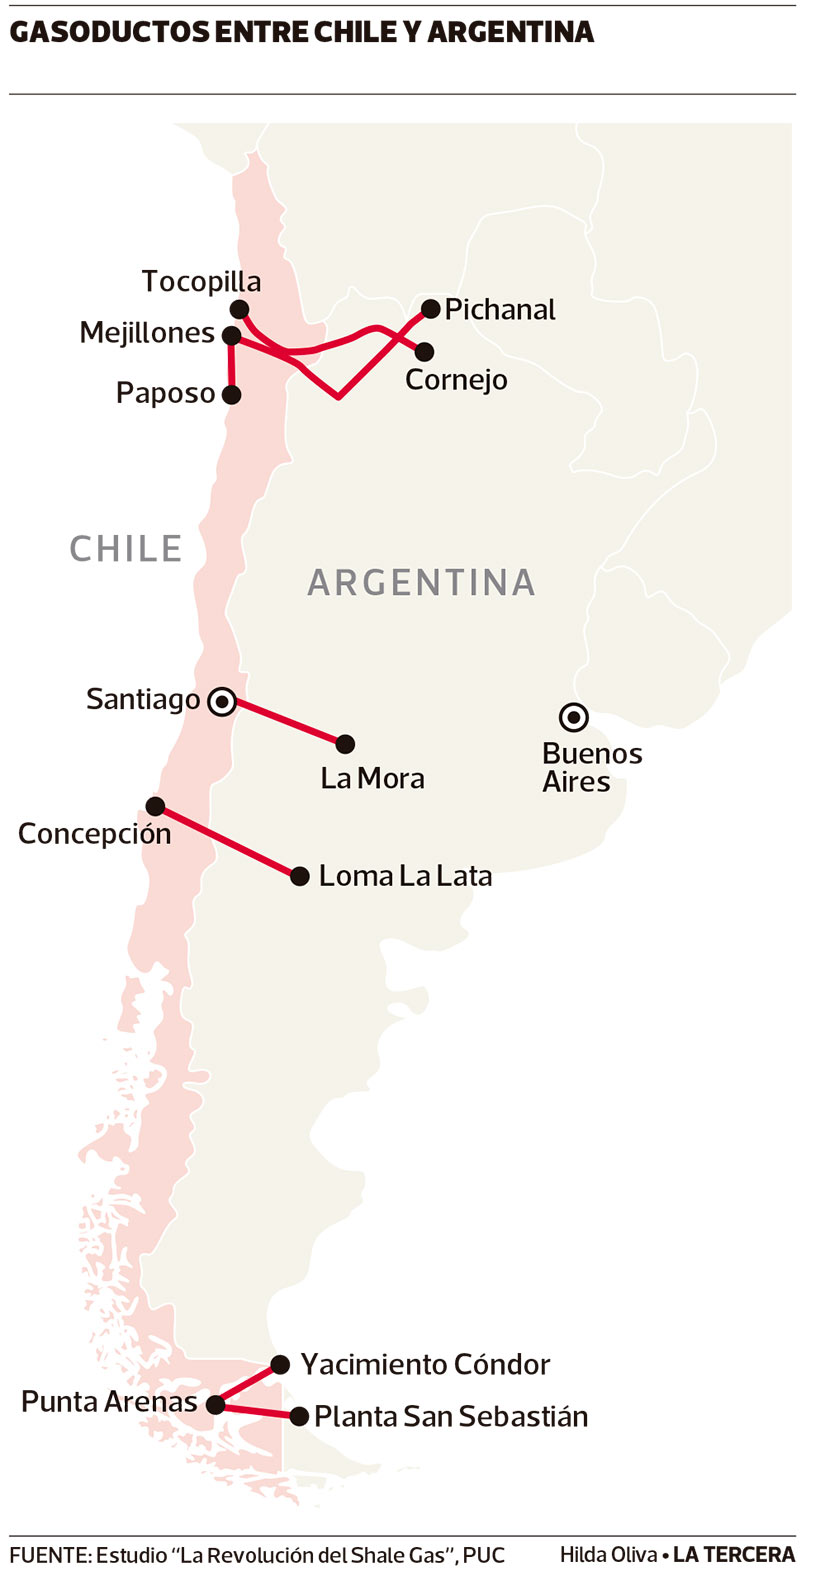 GASODUCTOS ENTRE CHILE Y ARGENTINA
Tocopilla
Pichanal
Mejillones
Cornejo
Paposo
CHILE
ARGENTINA
Santiago
Buenos
Aires
La Mora
Concepción
Loma La Lata
Yacimiento Cóndor
Punta Arenas
Planta San Sebastián
FUENTE: Estudio “La Revolución del Shale Gas”, PUC
Hilda Oliva • LA TERCERA